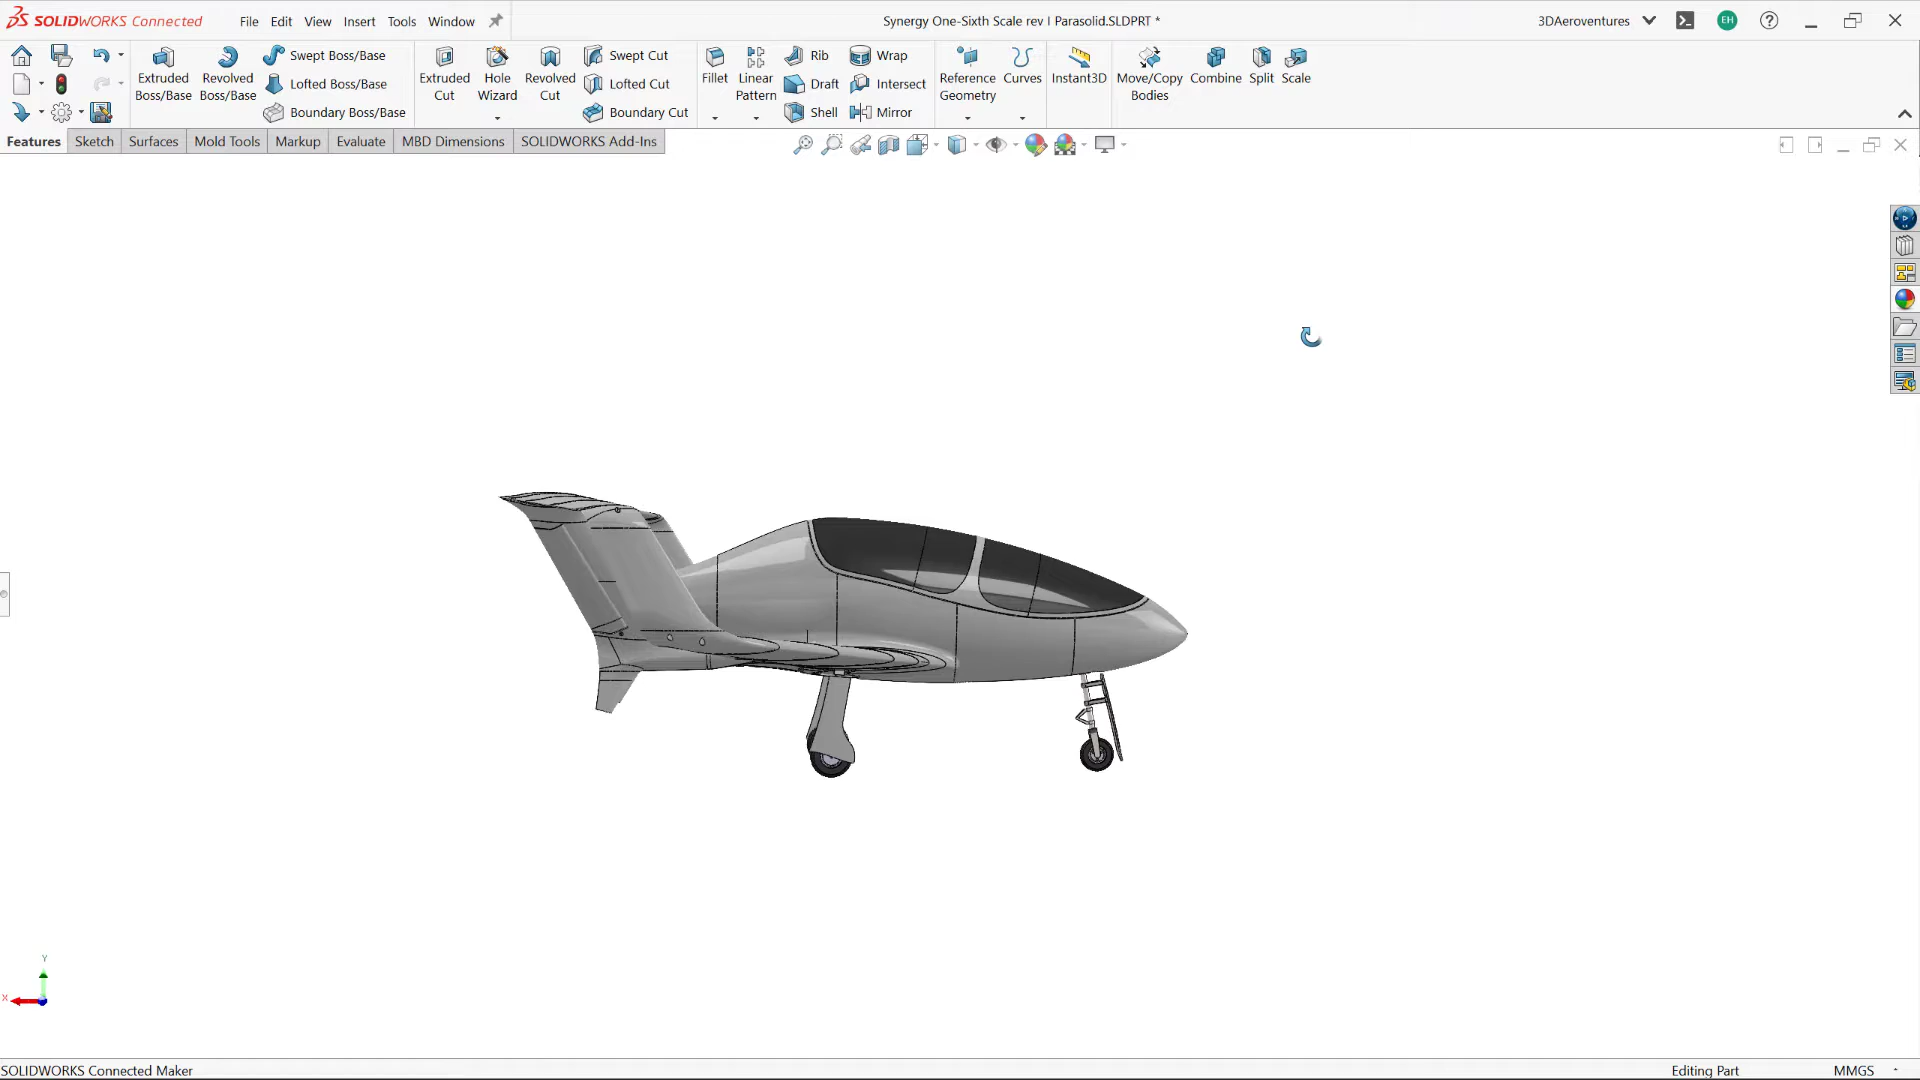 SOLIDWORKS Connected
File Edit View Insert Tools Window
Synergy One-Sixth Scale rev I Parasolid.SLDPRT *
3DAeroventures
EH
Extruded Boss/Base
Revolved Boss/Base
Swept Boss/Base
Lofted Boss/Base
Boundary Boss/Base
Extruded Cut
Hole Wizard
Revolved Cut
Swept Cut
Lofted Cut
Boundary Cut
Fillet
Linear Pattern
Rib
Draft
Shell
Wrap
Intersect
Mirror
Reference Geometry
Curves
Instant3D
Move/Copy Bodies
Combine
Split
Scale
Features Sketch Surfaces Mold Tools Markup Evaluate MBD Dimensions SOLIDWORKS Add-Ins
Y
X
SOLIDWORKS Connected Maker
Editing Part
MMGS